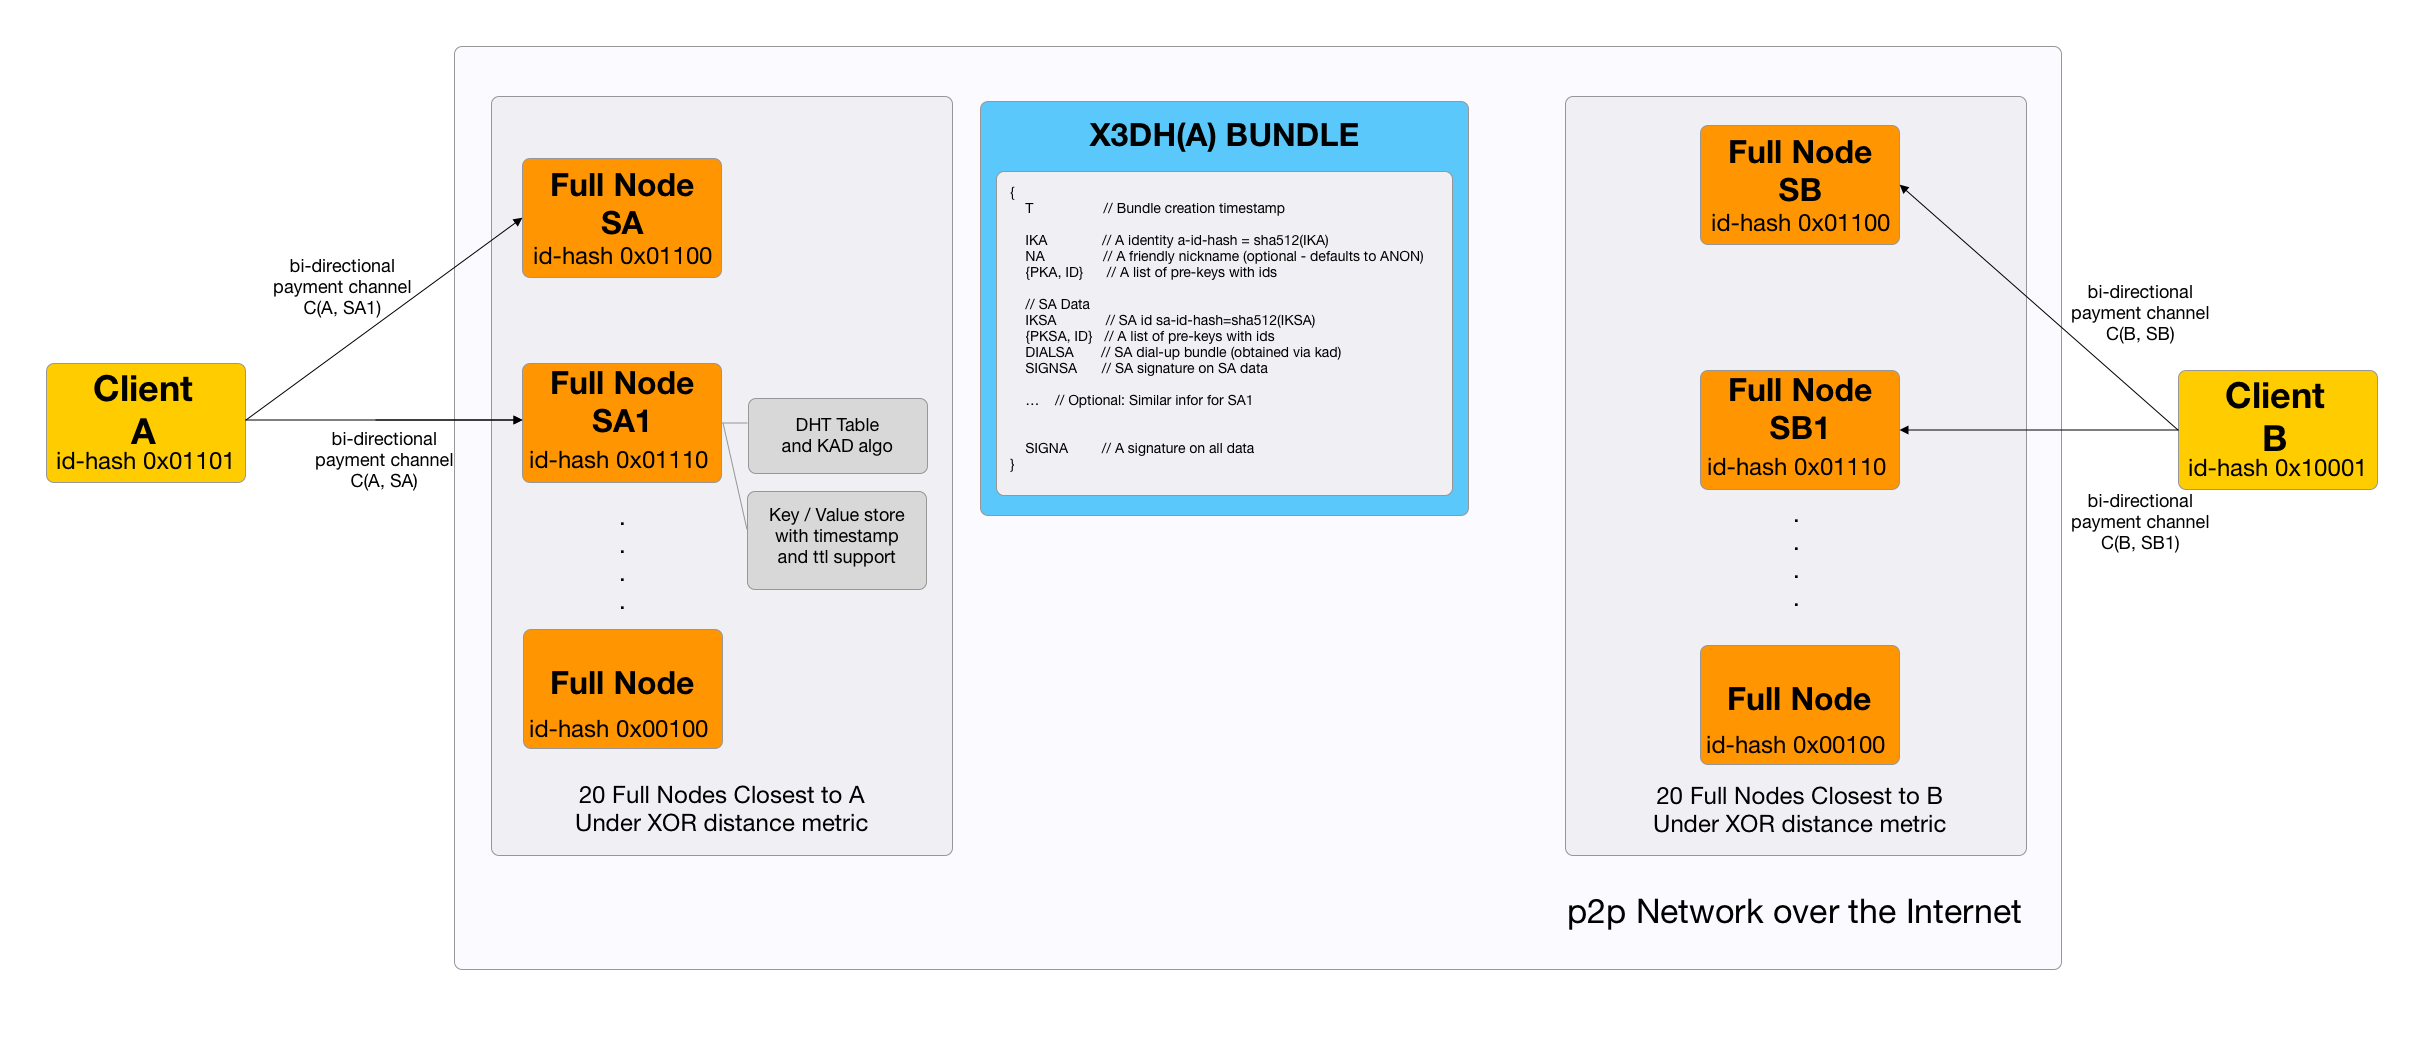 Client
A
id-hash 0x01101
bi-directional
payment channel
C(A, SA1)
bi-directional
payment channel
C(A, SA)
Full Node
SA
id-hash 0x01100
Full Node
SA1
id-hash 0x01110
DHT Table
and KAD algo
Key / Value store
with timestamp
and ttl support
.
.
.
.
Full Node
id-hash 0x00100
20 Full Nodes Closest to A
Under XOR distance metric
X3DH(A) BUNDLE
{
T // Bundle creation timestamp
IKA // A identity a-id-hash = sha512(IKA)
NA // A friendly nickname (optional - defaults to ANON)
{PKA, ID} // A list of pre-keys with ids
// SA Data
IKSA // SA id sa-id-hash=sha512(IKSA)
{PKSA, ID} // A list of pre-keys with ids
DIALSA // SA dial-up bundle (obtained via kad)
SIGNSA // SA signature on SA data
... // Optional: Similar infor for SA1
SIGNA // A signature on all data
}
Full Node
SB
id-hash 0x01100
Full Node
SB1
id-hash 0x01110
.
.
.
.
Full Node
id-hash 0x00100
20 Full Nodes Closest to B
Under XOR distance metric
bi-directional
payment channel
C(B, SB)
Client
B
id-hash 0x10001
bi-directional
payment channel
C(B, SB1)
p2p Network over the Internet